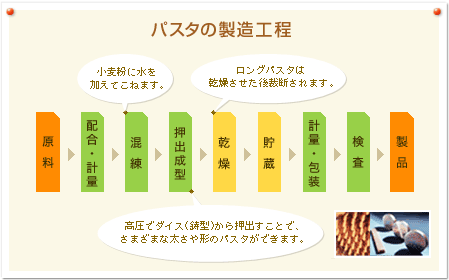 パスタの製造工程
小麦粉に水を
加えてこねます。
ロングパスタは
乾燥させた後裁断されます。
原料
配合・計量
混練
押出成型
乾燥
貯蔵
計量・包装
検査
製品
高圧でダイス(鋳型)から押出すことで、
さまざまな太さや形のパスタができます。